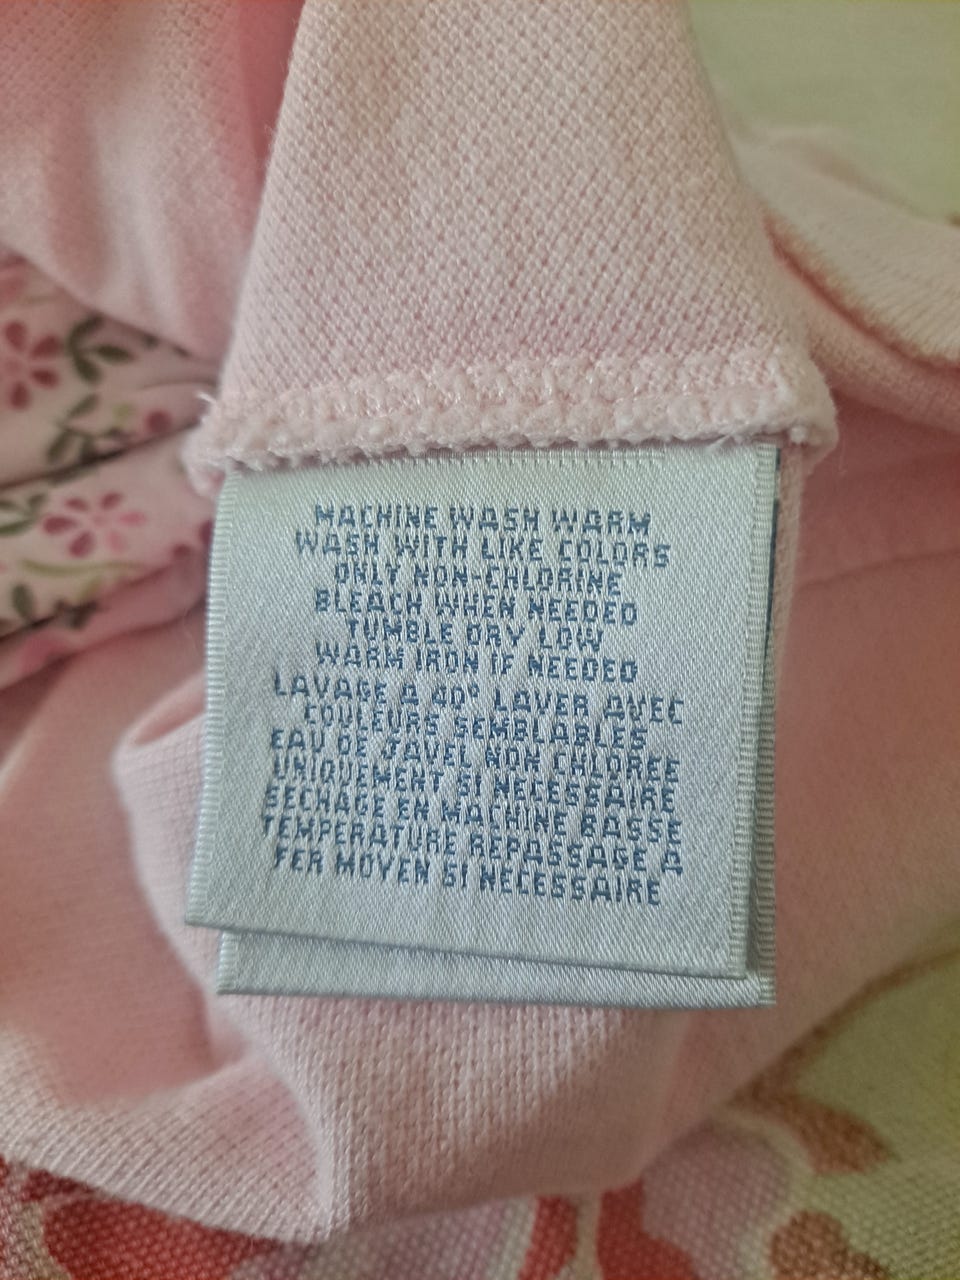 MACHINE WASH WARM
WASH WITH LIKE COLORS
ONLY NON-CHLORINE
BLEACH WHEN NEEDED
TUMBLE DRY LOW
WARM IRON IF NEEDED
LAVAGE A 40° LAVER AVEC
COULEURS SEMBLABLES
EAU DE JAVEL NON CHLOREE
UNIQUEMENT SI NECESSAIRE
SECHAGE EN MACHINE BASSE
TEMPERATURE REPASSAGE A
FER MOYEN SI NECESSAIRE